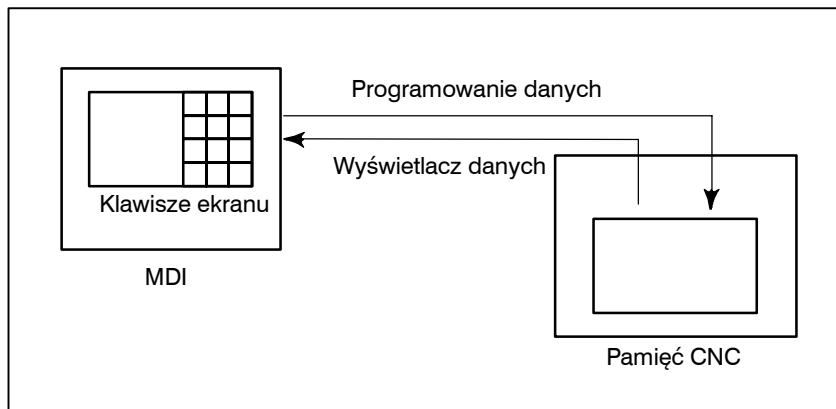 Programowanie danych
Wyświetlacz danych
Klawisze ekranu
MDI
Pamięć CNC